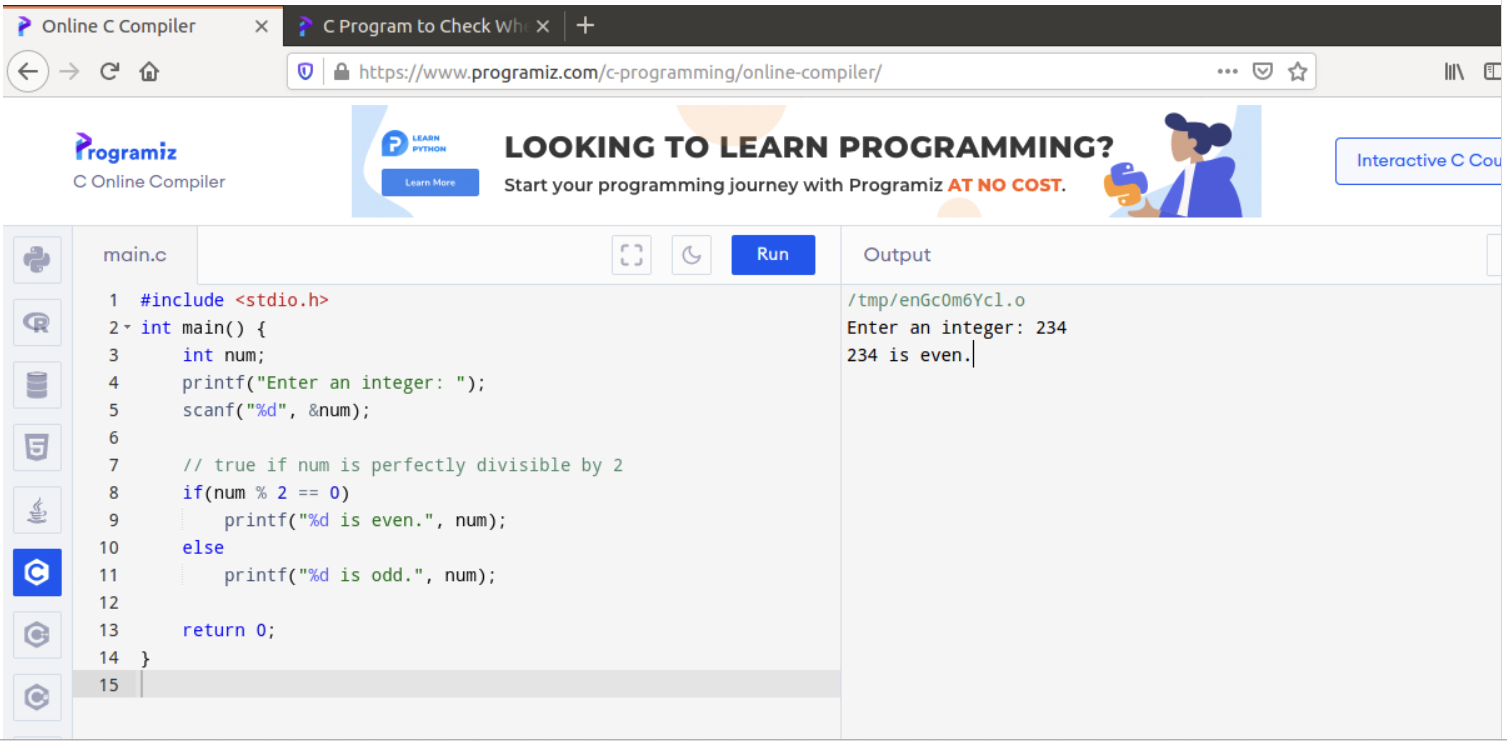 Online C Compiler
C Program to Check Whe
https://www.programiz.com/c-programming/online-compiler/
Programiz
C Online Compiler
LEARN
PYTHON
Learn More
LOOKING TO LEARN PROGRAMMING?
Start your programming journey with Programiz AT NO COST.
Interactive C Cou
main.c
Run
Output
1 #include <stdio.h>
2 int main() {
3 int num;
4 printf("Enter an integer: ");
5 scanf("%d", &num);
6
7 // true if num is perfectly divisible by 2
8 if(num % 2 == 0)
9 printf("%d is even.", num);
10 else
11 printf("%d is odd.", num);
12
13 return 0;
14 }
15
/tmp/enGcOm6Ycl.o
Enter an integer: 234
234 is even.